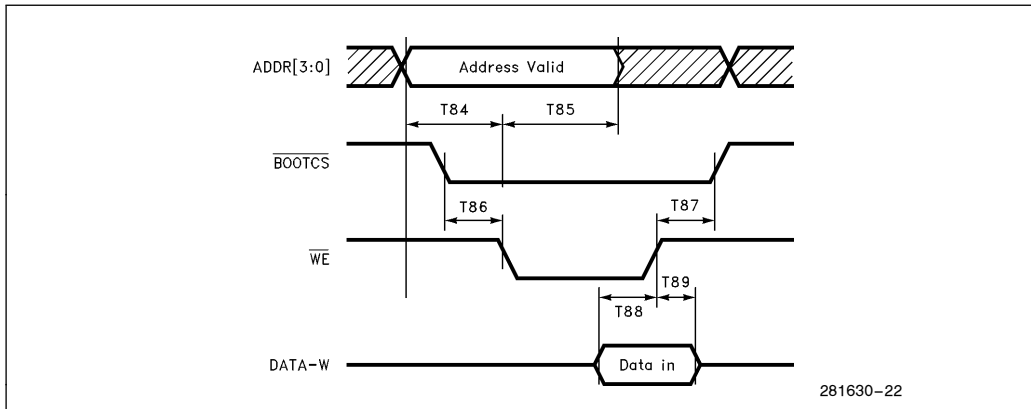 ADDR[3:0]
Address Valid
T84
T85
BOOTCS
T86
T87
WE
T88
T89
DATA-W
Data in
281630-22